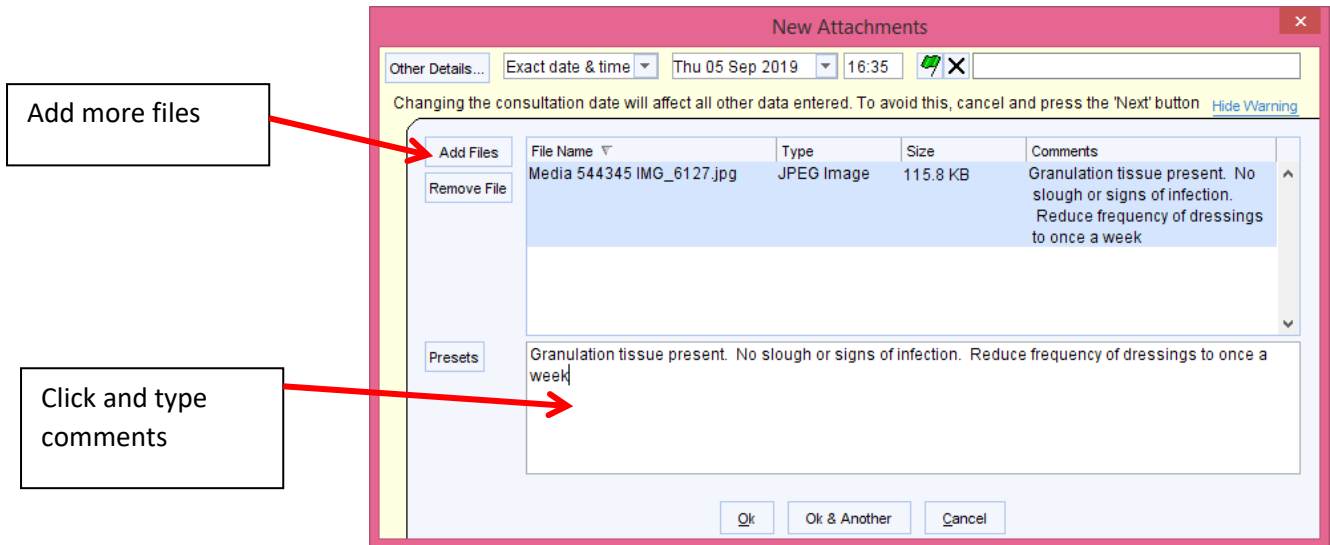 New Attachments
Other Details... Exact date & time Thu 05 Sep 2019 16:35
Changing the consultation date will affect all other data entered. To avoid this, cancel and press the 'Next' button Hide Warning
Add more files
Add Files
Remove File
File Name Type Size Comments
Media 544345 IMG_6127.jpg JPEG Image 115.8 KB Granulation tissue present. No
slough or signs of infection.
Reduce frequency of dressings
to once a week
Presets
Granulation tissue present. No slough or signs of infection. Reduce frequency of dressings to once a
week
Click and type
comments
Ok Ok & Another Cancel